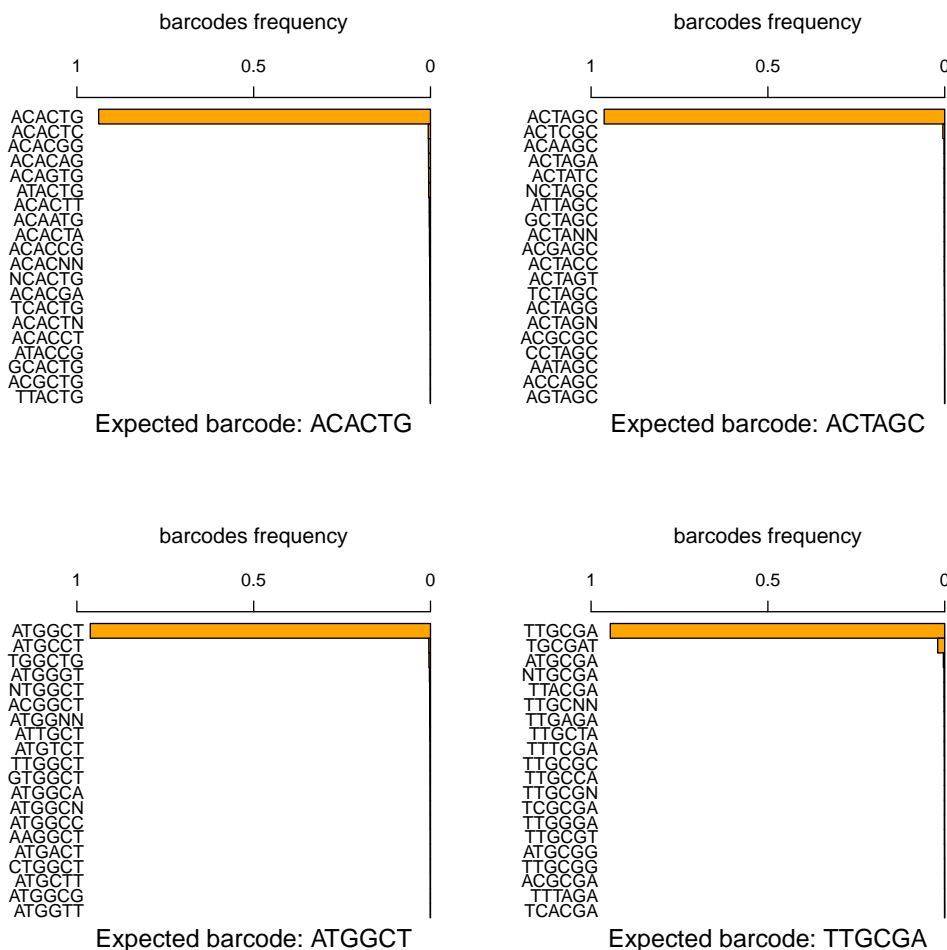 barcodes frequency
1 0.5 0
ACACTG
ACACTC
ACACGG
ACACAG
ACAGTG
ATACTG
ACACTT
ACAATG
ACACTA
ACACCG
ACACNN
NCACTG
ACACGA
TCACTG
ACACTN
ACACCT
ATACCG
GCACTG
ACGCTG
TTACTG
Expected barcode: ACACTG
barcodes frequency
1 0.5 0
ACTAGC
ACTCGC
ACAAGC
ACTAGA
ACTATC
NCTAGC
ATTAGC
GCTAGC
ACTANN
ACGAGC
ACTACC
ACTAGT
TCTAGC
ACTAGG
ACTAGN
ACGCGC
CCTAGC
AATAGC
ACCAGC
AGTAGC
Expected barcode: ACTAGC
barcodes frequency
1 0.5 0
ATGGCT
ATGCCT
TGGCTG
ATGGGT
NTGGCT
ACGGCT
ATGGNN
ATTGCT
ATGTCT
TTGGCT
GTGGCT
ATGGCA
ATGGCN
ATGGCC
AAGGCT
ATGACT
CTGGCT
ATGCTT
ATGGCG
ATGGTT
Expected barcode: ATGGCT
barcodes frequency
1 0.5 0
TTGCGA
TGCGAT
ATGCGA
NTGCGA
TTACGA
TTGCNN
TTGAGA
TTGCTA
TTTCGA
TTGCGC
TTGCCA
TTGCGN
TCGCGA
TTGGGA
TTGCGT
ATGCGG
TTGCGG
ACGCGA
TTTAGA
TCACGA
Expected barcode: TTGCGA